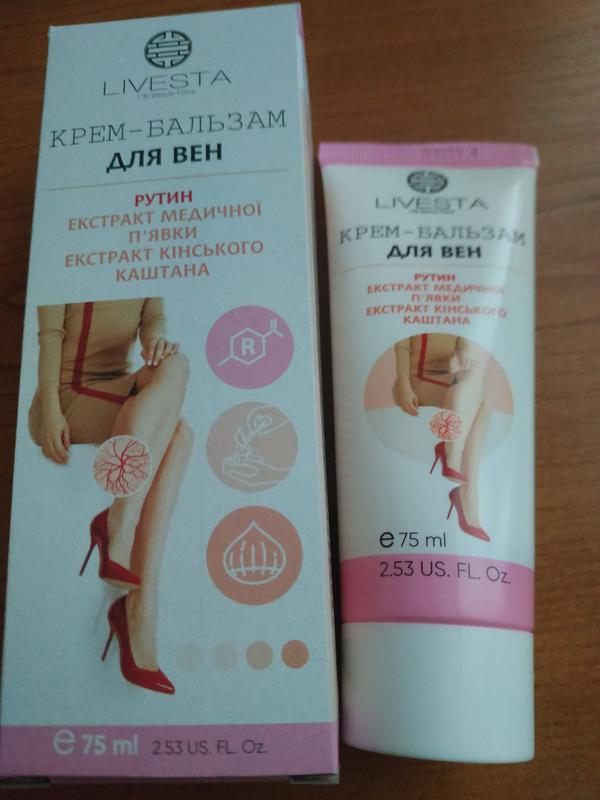 LIVESTA
Life Beauty Florra
КРЕМ-БАЛЬЗАМ
ДЛЯ ВЕН
РУТИН
ЕКСТРАКТ МЕДИЧНОЇ
П'ЯВКИ
ЕКСТРАКТ КІНСЬКОГО
КАШТАНА
R
℮ 75 ml 2.53 US. FL. Oz.
LIVESTA
КРЕМ-БАЛЬЗАМ
ДЛЯ ВЕН
РУТИН
ЕКСТРАКТ МЕДИЧНОЇ
П'ЯВКИ
ЕКСТРАКТ КІНСЬКОГО
КАШТАНА
℮ 75 ml
2.53 US. FL. Oz.